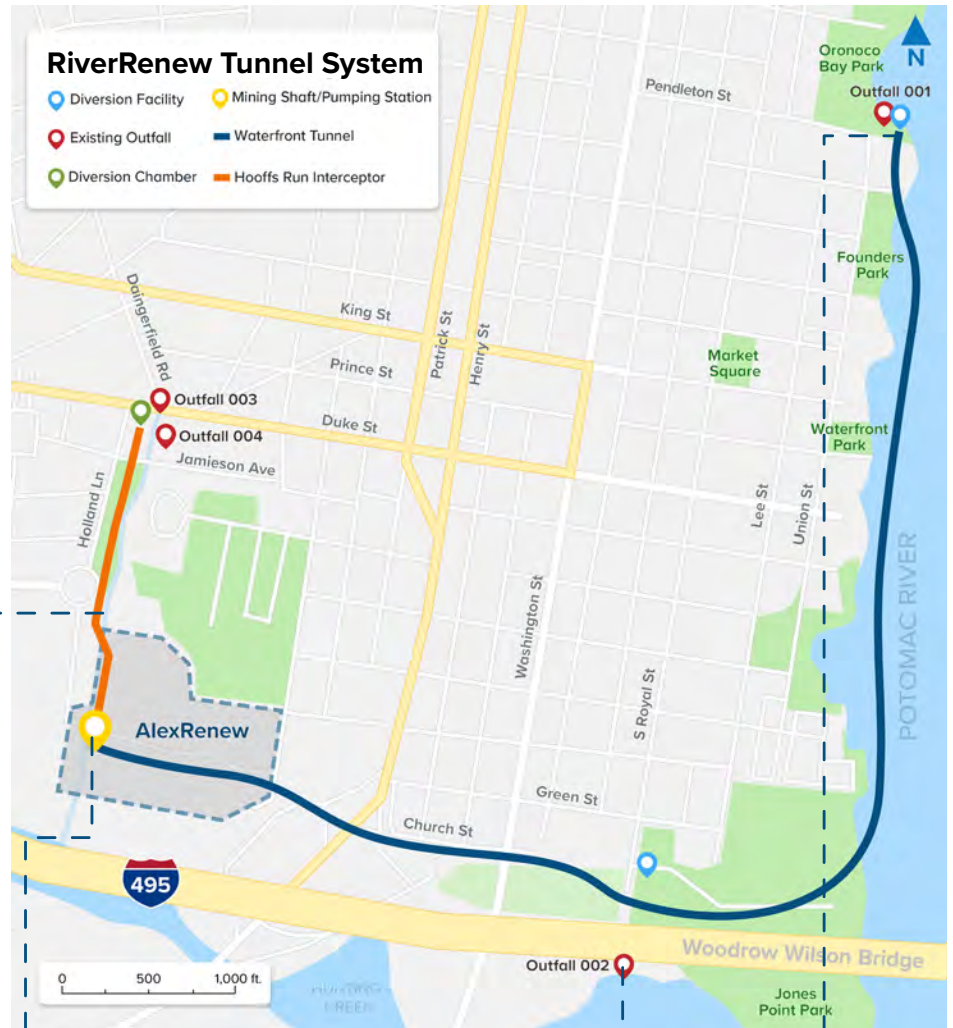 RiverRenew Tunnel System
Diversion Facility
Mining Shaft/Pumping Station
Existing Outfall
Waterfront Tunnel
Diversion Chamber
Hooffs Run Interceptor
N
Oronoco
Bay Park
Pendleton St
Outfall 001
Founders
Park
Daingerfield Rd
King St
Patrick St
Henry St
Prince St
Market
Square
Outfall 003
Duke St
Outfall 004
Waterfront
Park
Jamieson Ave
Holland Ln
Lee St
Union St
POTOMAC RIVER
Washington St
S Royal St
AlexRenew
Green St
Church St
495
Woodrow Wilson Bridge
Outfall 002
0 500 1,000 ft.
GREEN
Jones
Point Park